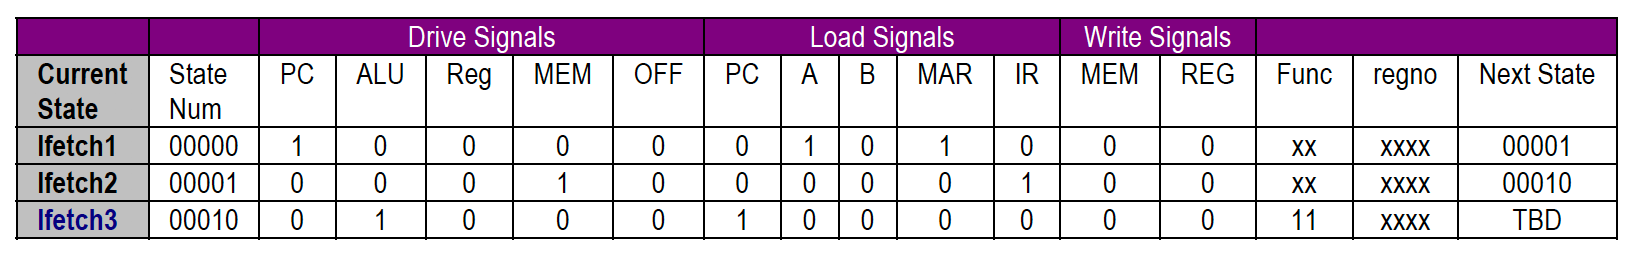 Drive Signals Load Signals Write Signals
Current State State Num PC ALU Reg MEM OFF PC A B MAR IR MEM REG Func regno Next State
Ifetch1 00000 1 0 0 0 0 0 1 0 1 0 0 0 xx xxxx 00001
Ifetch2 00001 0 0 0 1 0 0 0 0 0 1 0 0 xx xxxx 00010
Ifetch3 00010 0 1 0 0 0 1 0 0 0 0 0 0 11 xxxx TBD